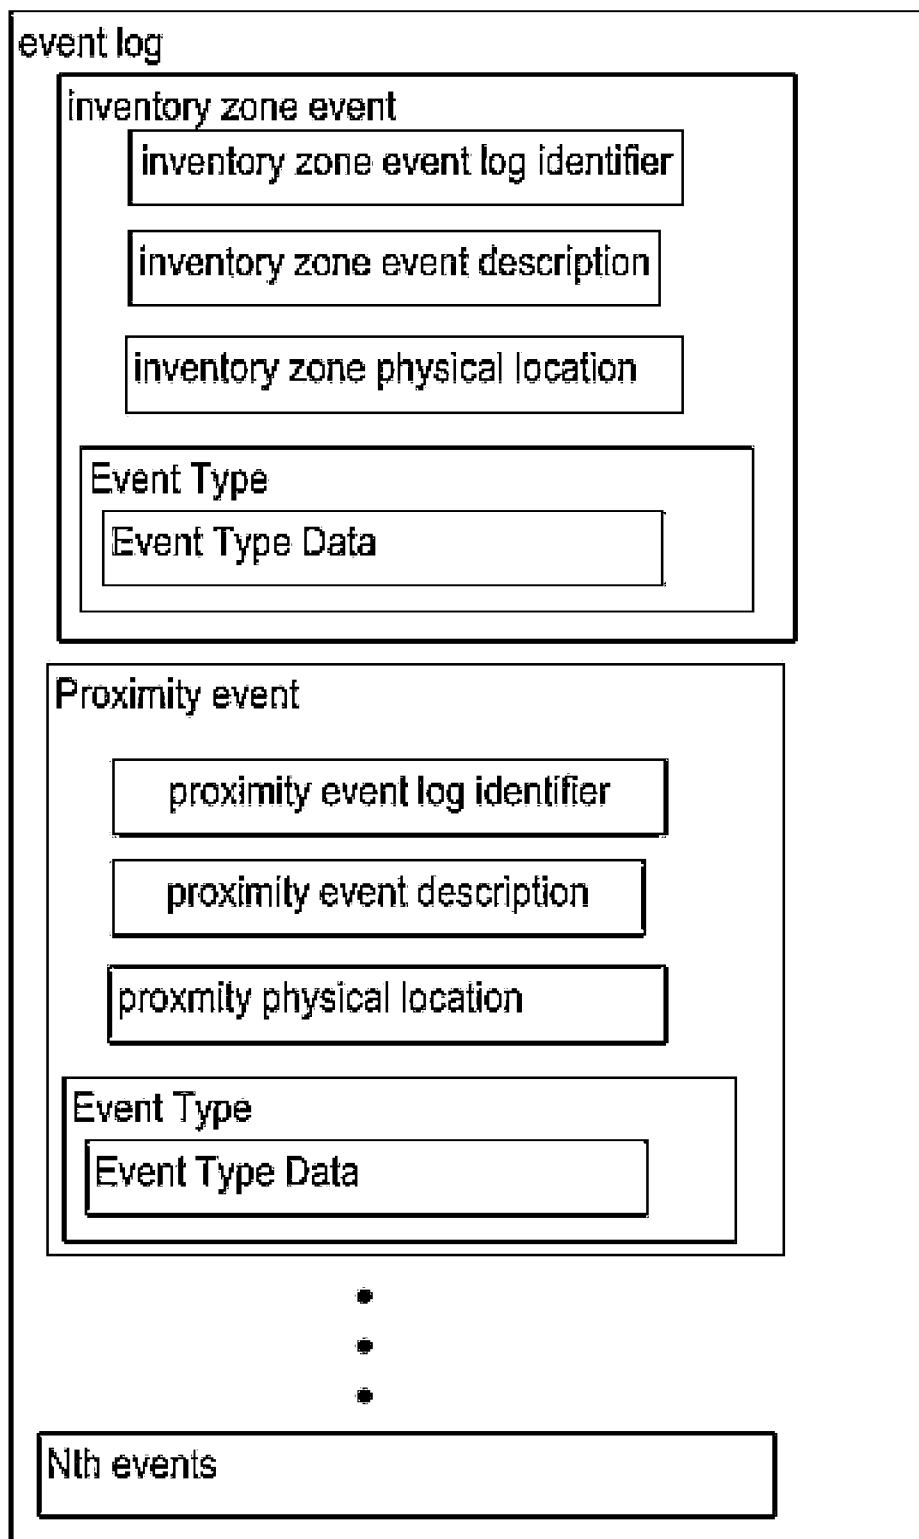 event log
inventory zone event
inventory zone event log identifier
inventory zone event description
inventory zone physical location
Event Type
Event Type Data
Proximity event
proximity event log identifier
proximity event description
proxmity physical location
Event Type
Event Type Data
Nth events